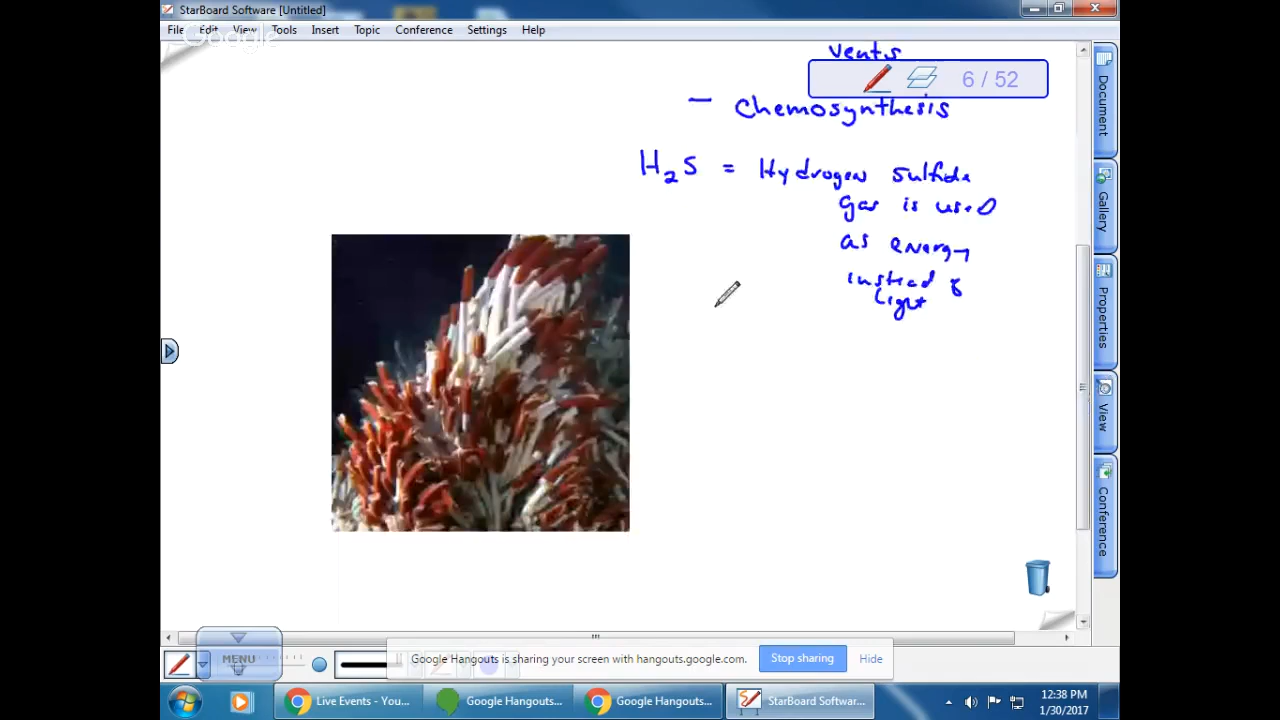 StarBoard Software [Untitled]
File Edit View Tools Insert Topic Conference Settings Help
Google
vents
6 / 52
- Chemosynthesis
H2S = Hydrogen sulfide
gas is used
as energy
instead of
light
Document
Gallery
Properties
View
Conference
MENU
Google Hangouts is sharing your screen with hangouts.google.com.
Stop sharing
Hide
Live Events - You...
Google Hangouts...
Google Hangouts...
StarBoard Softwar...
12:38 PM
1/30/2017